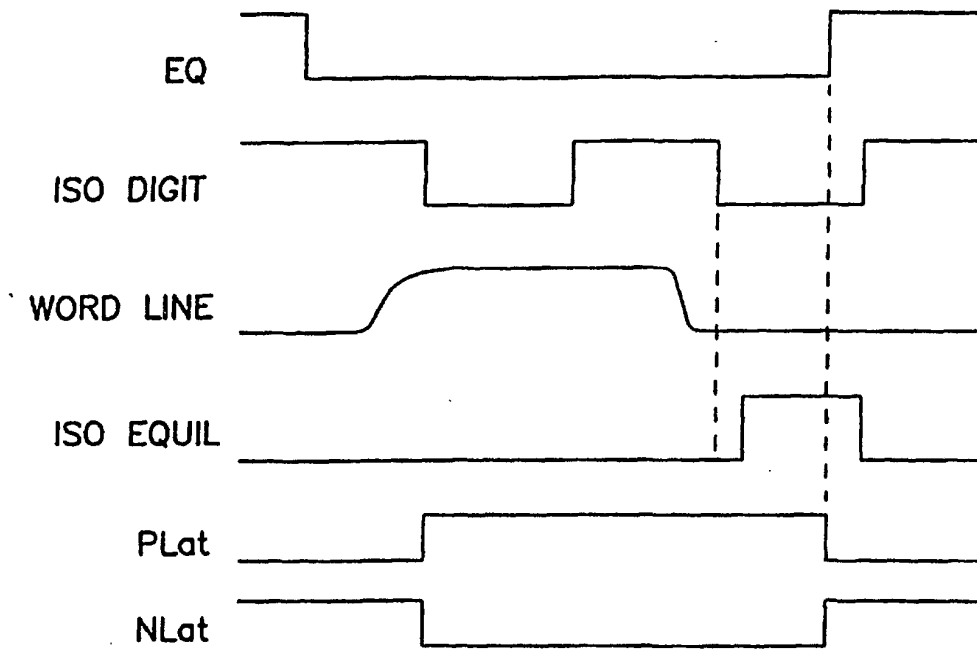 EQ
ISO DIGIT
WORD LINE
ISO EQUIL
PLat
NLat